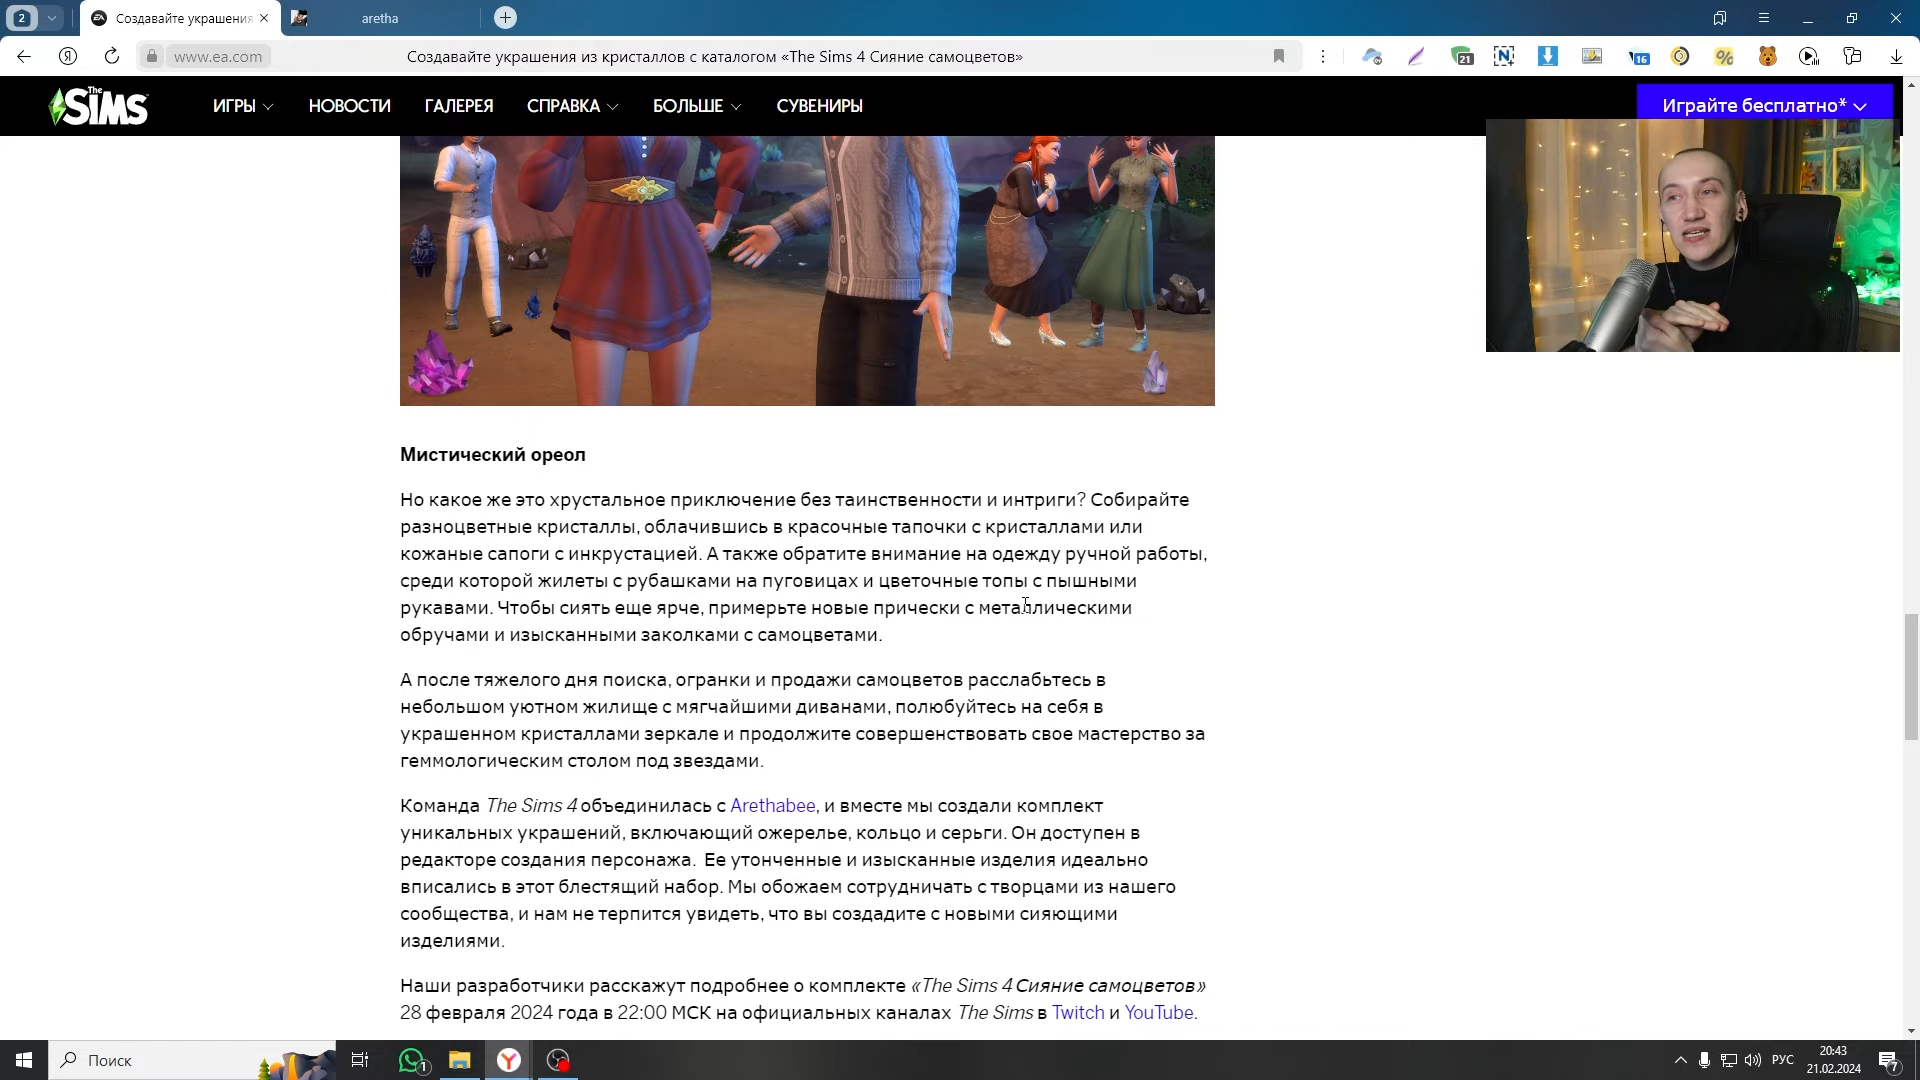 2
Создавайте украшения
aretha
www.ea.com
Создавайте украшения из кристаллов с каталогом «The Sims 4 Сияние самоцветов»
21
16
The SIMS
ИГРЫ
НОВОСТИ
ГАЛЕРЕЯ
СПРАВКА
БОЛЬШЕ
СУВЕНИРЫ
Играйте бесплатно*
Мистический ореол
Но какое же это хрустальное приключение без таинственности и интриги? Собирайте
разноцветные кристаллы, облачившись в красочные тапочки с кристаллами или
кожаные сапоги с инкрустацией. А также обратите внимание на одежду ручной работы,
среди которой жилеты с рубашками на пуговицах и цветочные топы с пышными
рукавами. Чтобы сиять еще ярче, примерьте новые прически с металлическими
обручами и изысканными заколками с самоцветами.
А после тяжелого дня поиска, огранки и продажи самоцветов расслабьтесь в
небольшом уютном жилище с мягчайшими диванами, полюбуйтесь на себя в
украшенном кристаллами зеркале и продолжите совершенствовать свое мастерство за
геммологическим столом под звездами.
Команда The Sims 4 объединилась с Arethabee, и вместе мы создали комплект
уникальных украшений, включающий ожерелье, кольцо и серьги. Он доступен в
редакторе создания персонажа. Ее утонченные и изысканные изделия идеально
вписались в этот блестящий набор. Мы обожаем сотрудничать с творцами из нашего
сообщества, и нам не терпится увидеть, что вы создадите с новыми сияющими
изделиями.
Наши разработчики расскажут подробнее о комплекте «The Sims 4 Сияние самоцветов»
28 февраля 2024 года в 22:00 МСК на официальных каналах The Sims в Twitch и YouTube.
Поиск
1
РУС
20:43
21.02.2024
7